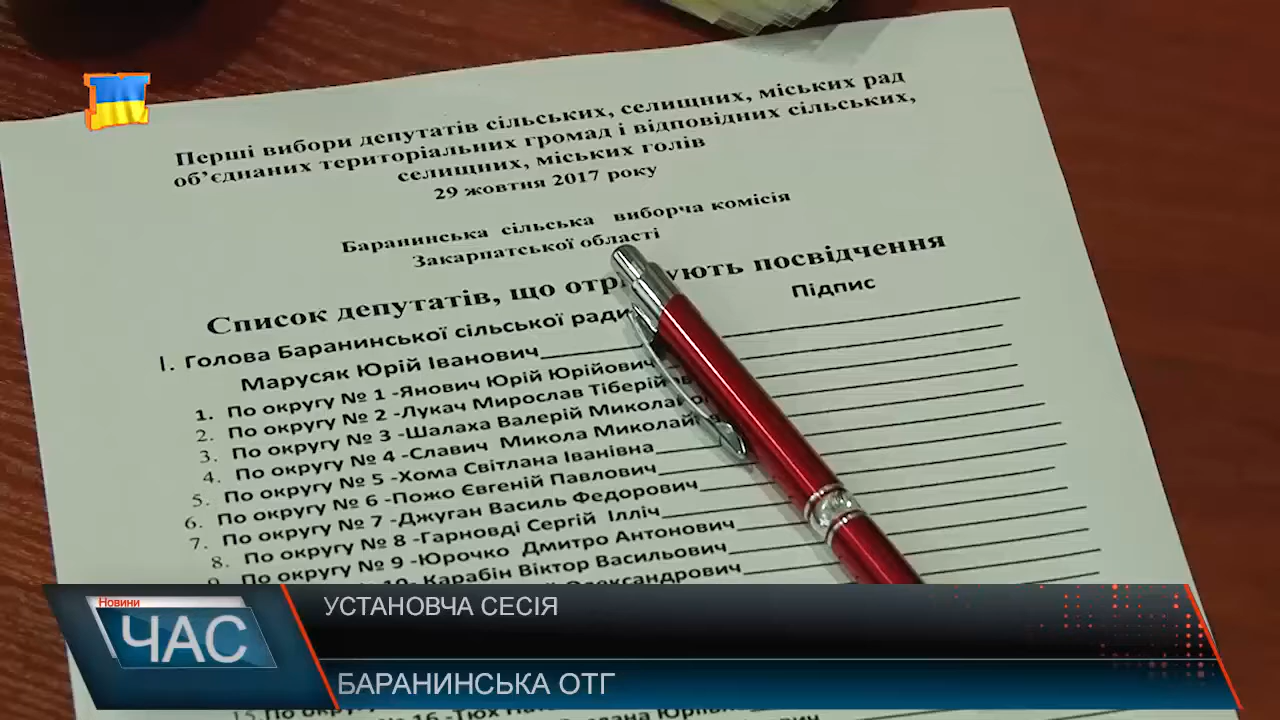 Перші вибори депутатів сільських, селищних, міських рад
об’єднаних територіальних громад і відповідних сільських,
селищних, міських голів
29 жовтня 2017 року
Баранинська сільська виборча комісія
Закарпатської області
Список депутатів, що посвідчення
Підпис
І. Голова Баранинської сільської ради
Марусяк Юрій Іванович
1. По округу № 1 -Янович Юрій Юрійович
2. По округу № 2 -Лукач Мирослав
3. По округу № 3 -Шалаха Валерій
4. По округу № 4 -Славич Микола
5. По округу № 5 -Хома Світлана Іванівна
6. По округу № 6 -Пожо Євгеній Павлович
7. По округу № 7 -Джуган Василь Федорович
8. По округу № 8 -Гарновді Сергій Ілліч
9. По округу № 9 -Юрочко Дмитро Антонович
10- Карабін Віктор Васильович
Олександрович
Новини
ЧАС
УСТАНОВЧА СЕСІЯ
БАРАНИНСЬКА ОТГ
15.По
16 -Тюх